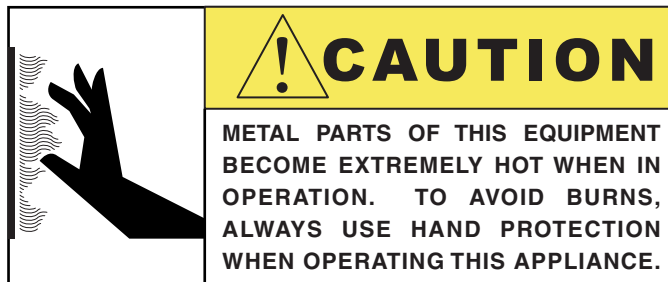 CAUTION
METAL PARTS OF THIS EQUIPMENT
BECOME EXTREMELY HOT WHEN IN
OPERATION. TO AVOID BURNS,
ALWAYS USE HAND PROTECTION
WHEN OPERATING THIS APPLIANCE.